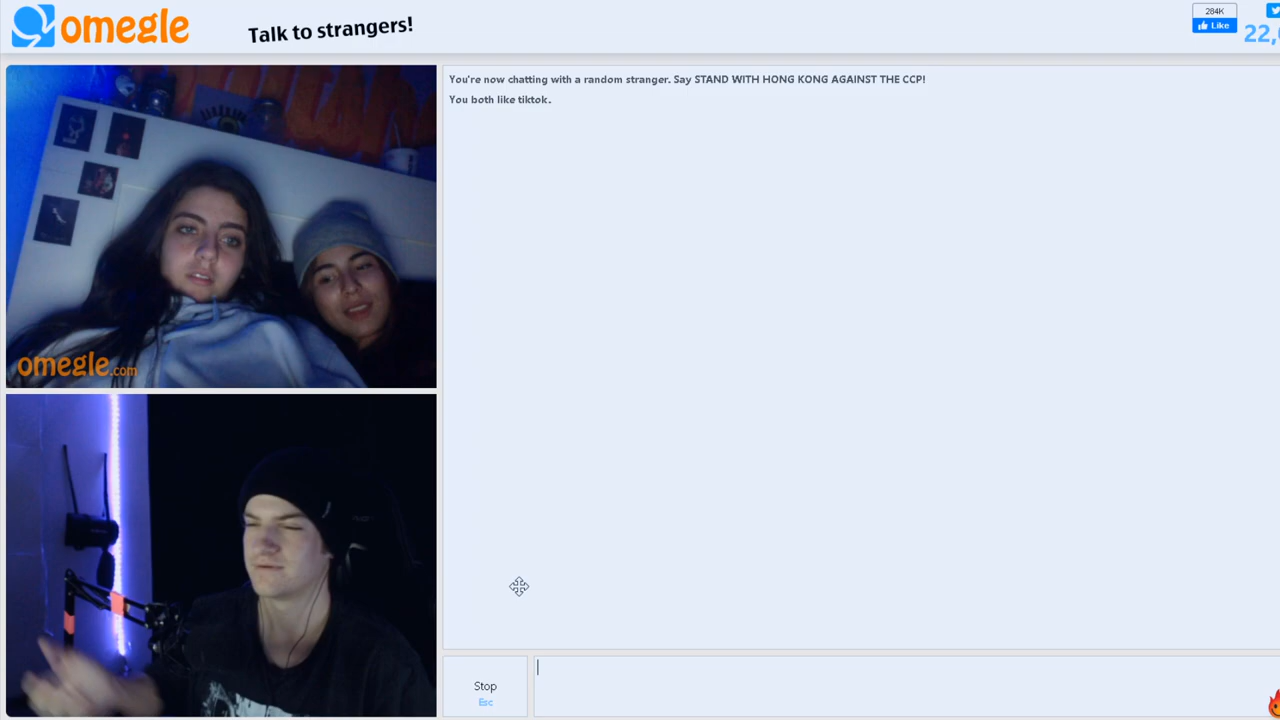 omegle
Talk to strangers!
284K
Like
22,
You're now chatting with a random stranger. Say STAND WITH HONG KONG AGAINST THE CCP!
You both like tiktok.
omegle.com
Stop
Esc